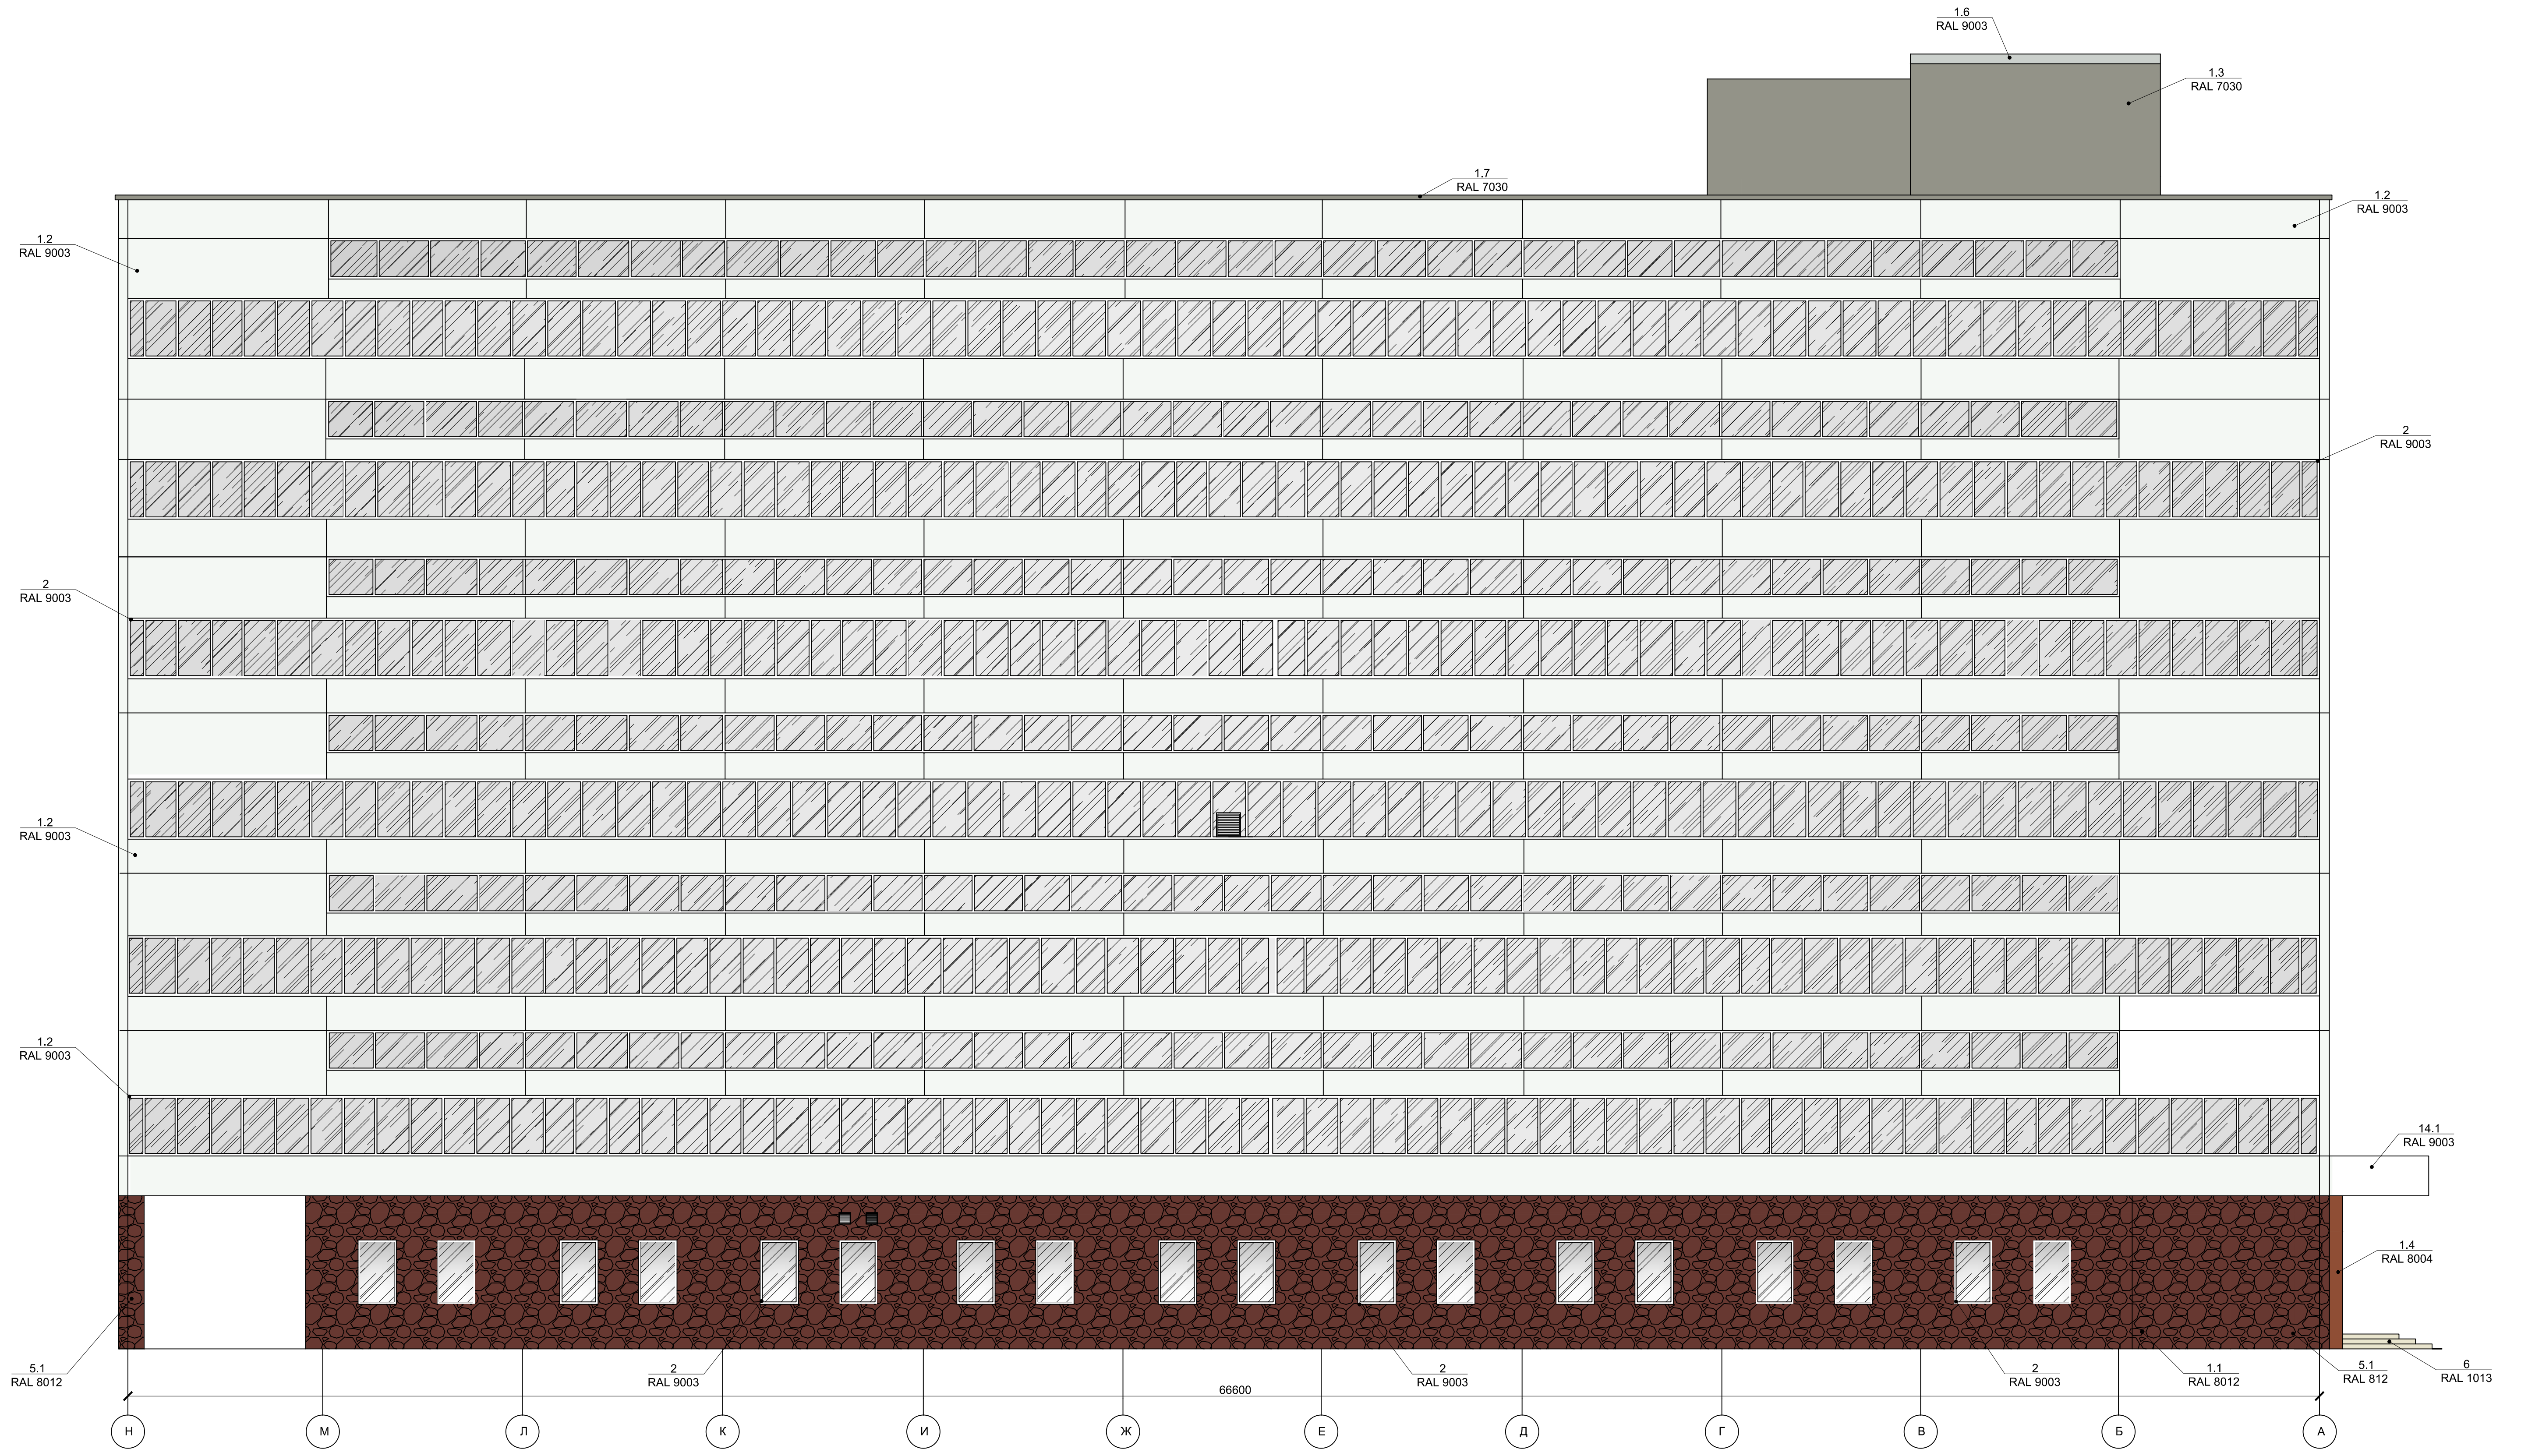 1.6
RAL 9003
1.3
RAL 7030
1.7
RAL 7030
1.2
RAL 9003
1.2
RAL 9003
2
RAL 9003
2
RAL 9003
1.2
RAL 9003
1.2
RAL 9003
14.1
RAL 9003
1.4
RAL 8004
5.1
RAL 8012
2
RAL 9003
2
RAL 9003
2
RAL 9003
1.1
RAL 8012
5.1
RAL 812
6
RAL 1013
66600
Н М Л К И Ж Е Д Г В Б А